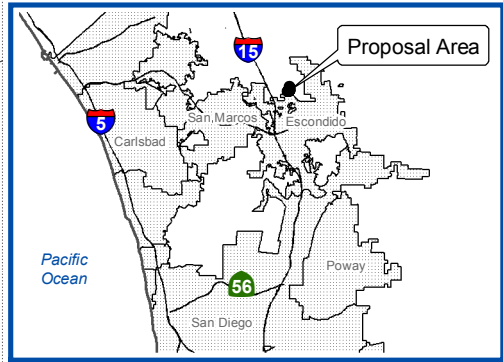 15
Proposal Area
5
Carlsbad
San Marcos
Escondido
Pacific
Ocean
56
Poway
San Diego